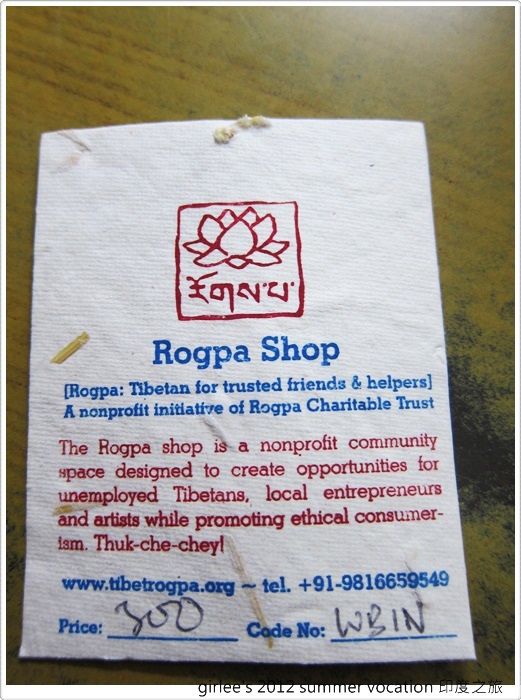 རོགས་པ་
Rogpa Shop
[Rogpa: Tibetan for trusted friends & helpers]
A nonprofit initiative of Rogpa Charitable Trust
The Rogpa shop is a nonprofit community
space designed to create opportunities for
unemployed Tibetans, local entrepreneurs
and artists while promoting ethical consumer-
ism. Thuk-che-chey!
www.tibetrogpa.org ~ tel. +91-9816659549
Price: 300 Code No: WBIN
girlee's 2012 summer vocation 印度之旅